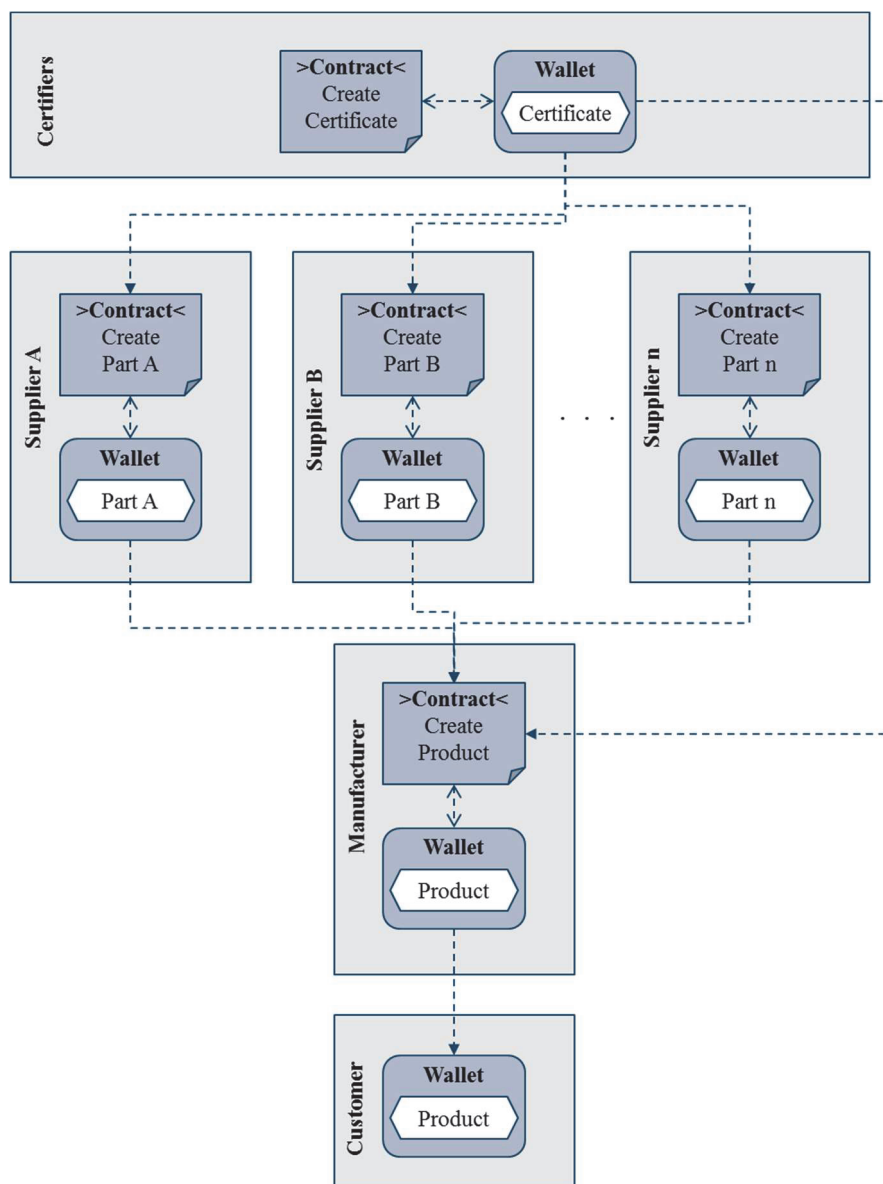 Certifiers
>Contract<
Create
Certificate
Wallet
Certificate
Supplier A
>Contract<
Create
Part A
Wallet
Part A
Supplier B
>Contract<
Create
Part B
Wallet
Part B
. . .
Supplier n
>Contract<
Create
Part n
Wallet
Part n
Manufacturer
>Contract<
Create
Product
Wallet
Product
Customer
Wallet
Product